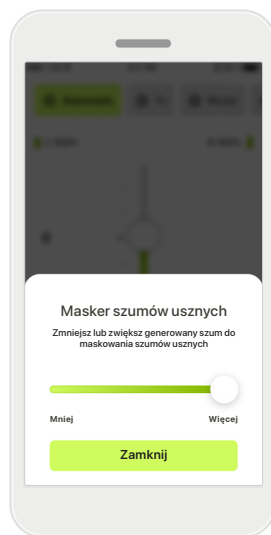 Masker szumów usznych
Zmniejsz lub zwiększ generowany szum do
maskowania szumów usznych
Mniej
Więcej
Zamknij